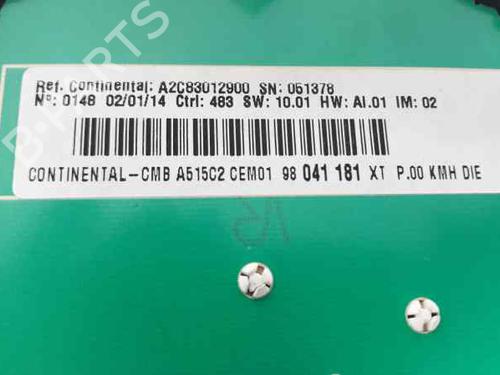 Ref. Continental: A2C83012900 SN: 051378
Nº: 0148 02/01/14 Ctrl: 483 SW: 10.01 HW: AI.01 IM: 02
CONTINENTAL-CMB A515C2 CEM01 98 041 181 XT P.00 KMH DIE
B-PARTS